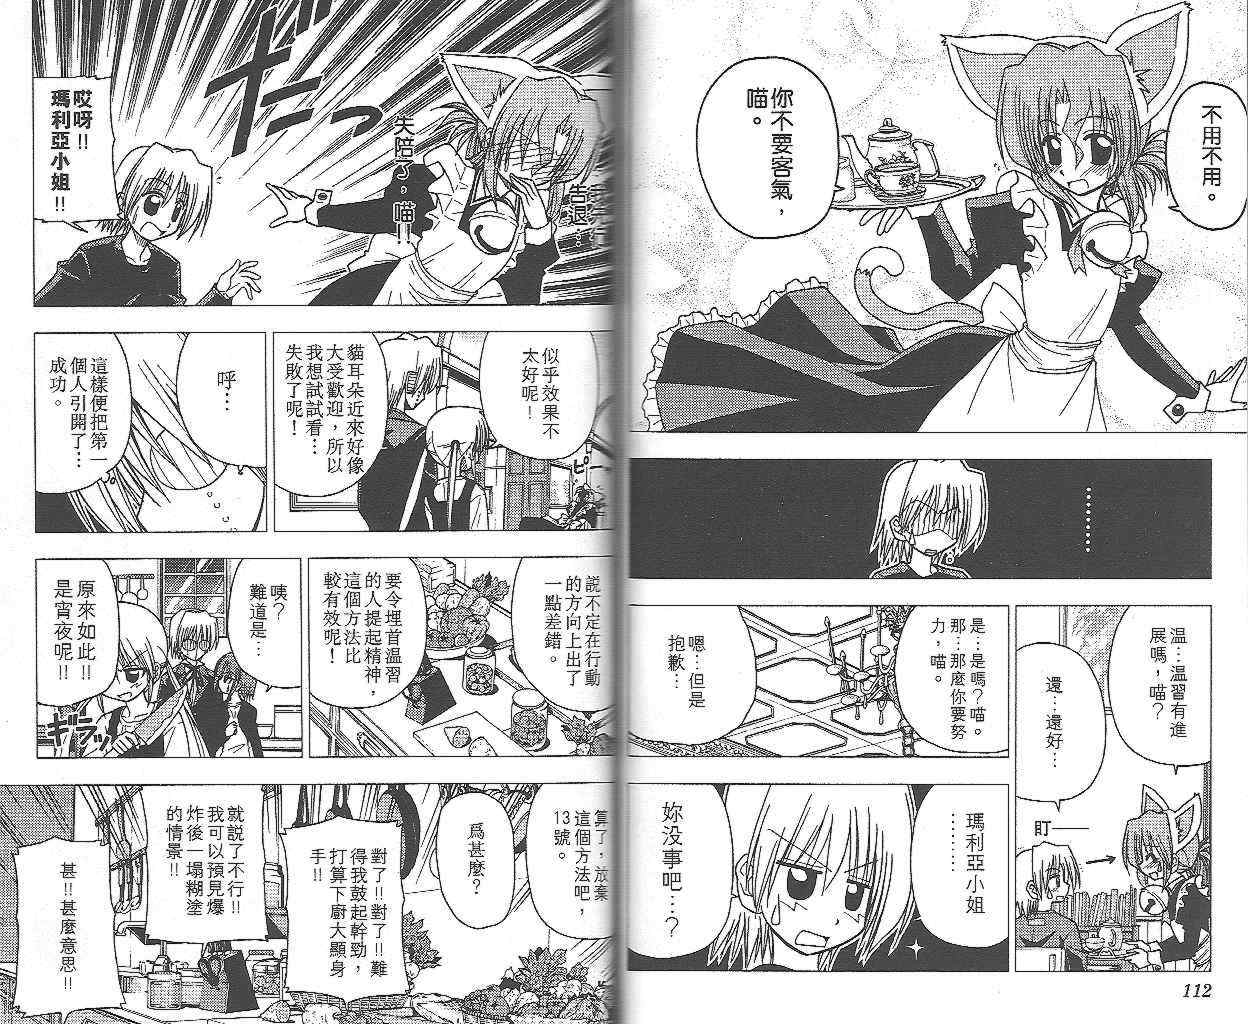 不用不用。
你不要客氣，
喵。
………
溫…溫習有進
展嗎，喵？
還…還好…
盯——
是…是嗎？喵。
那…那麼你要努
力，喵。
嗯…但是
抱歉…
瑪利亞小姐
………
妳没事吧…？
112
告退…
失陪了，喵!!
哎呀!!
瑪利亞小姐!!
似乎效果不
太好呢！
貓耳朵近來好像
大受歡迎，所以
我想試試看…
失敗了呢！
ピー
呼…
這樣便把第一
個人引開了…
成功。
說不定在行動
的方向上出了
一點差錯。
要令埋首溫習
的人提起精神，
這個方法比
較有效呢！
咦？
難道是…
原來如此!!
是宵夜呢!!
ギラッ
算了，放棄
這個方法吧，
13號。
爲甚麼？
對了!!對了!!難
得我鼓起幹勁，
打算下廚大顯身
手!!
就説了不行!!
我可以預見爆
炸後一塌糊塗
的情景!!
甚!!甚麼意思!!